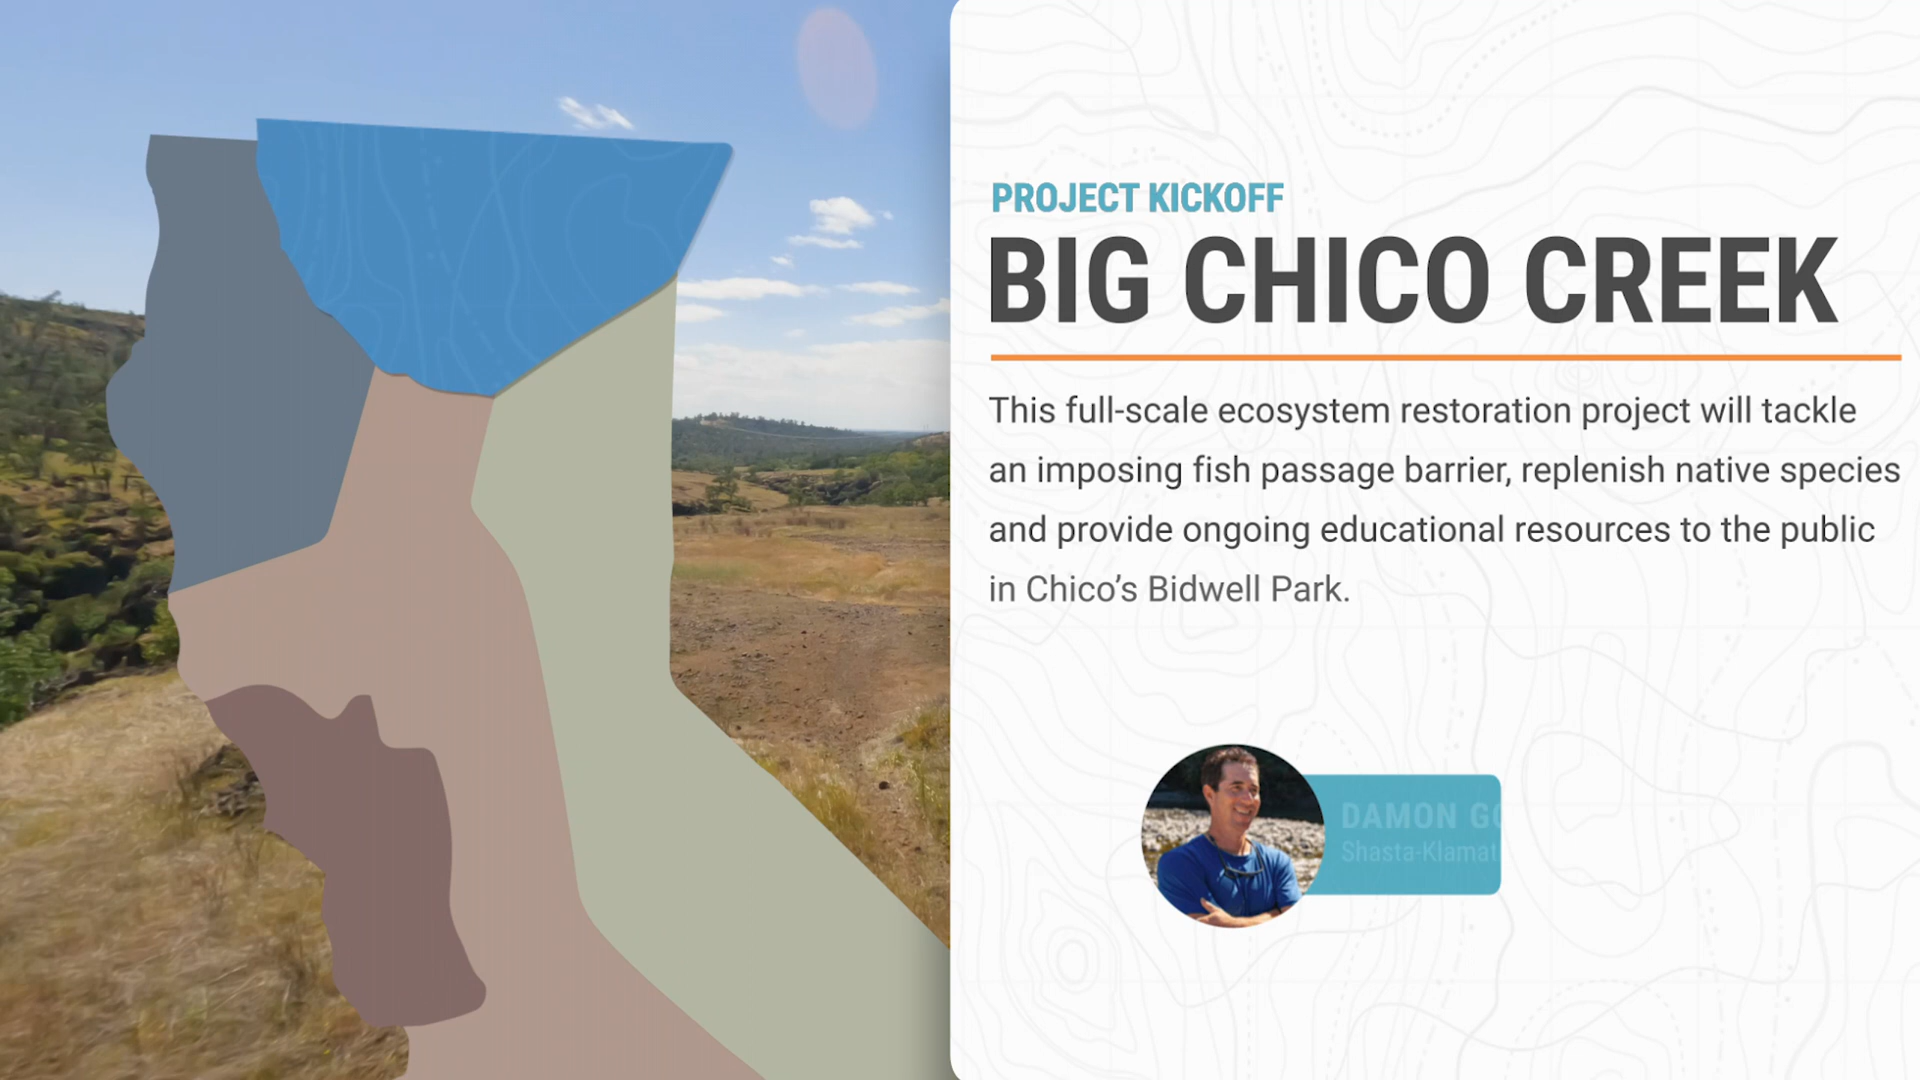 PROJECT KICKOFF
BIG CHICO CREEK
This full-scale ecosystem restoration project will tackle
an imposing fish passage barrier, replenish native species
and provide ongoing educational resources to the public
in Chico’s Bidwell Park.
DAMON